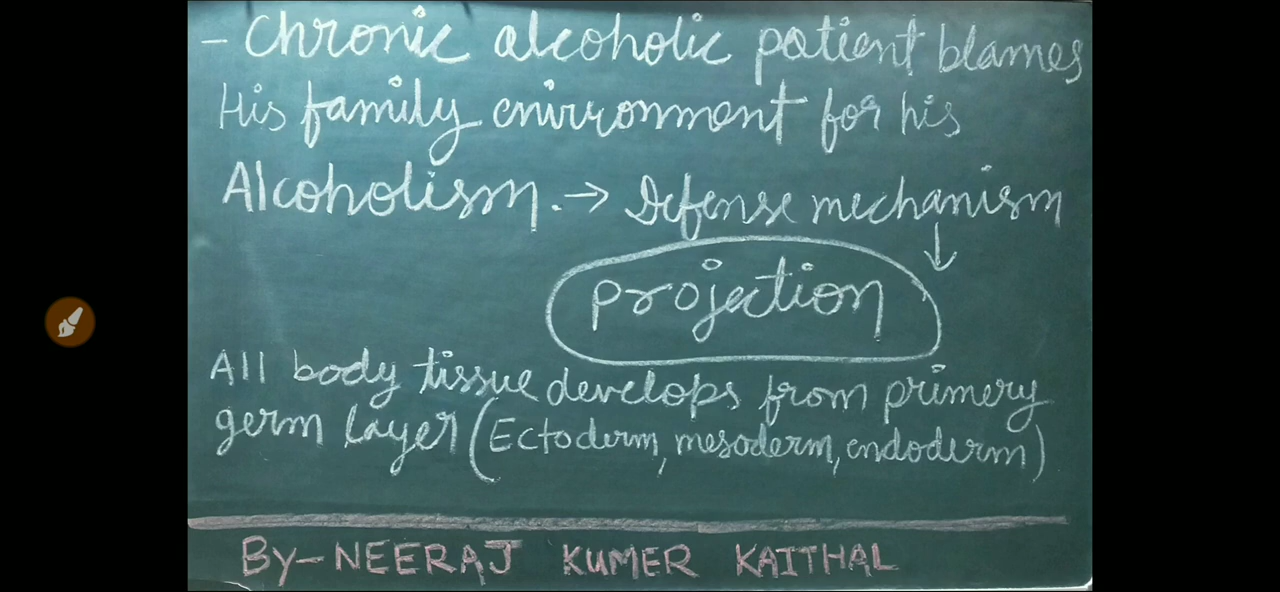 - Chronic alcoholic patient blames
His family environment for his
Alcoholism. → Defense mechanism
↓
Projection
All body tissue develops from primery
germ layer (Ectoderm, mesoderm, endoderm)
By-NEERAJ KUMER KAITHAL